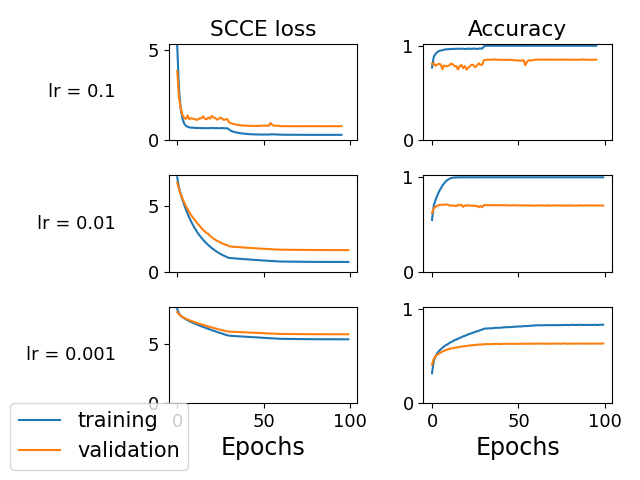 SCCE loss
Accuracy
lr = 0.1
5
0
1
0
lr = 0.01
5
0
1
0
lr = 0.001
5
0
0
50
100
1
0
0
50
100
Epochs
Epochs
training
validation